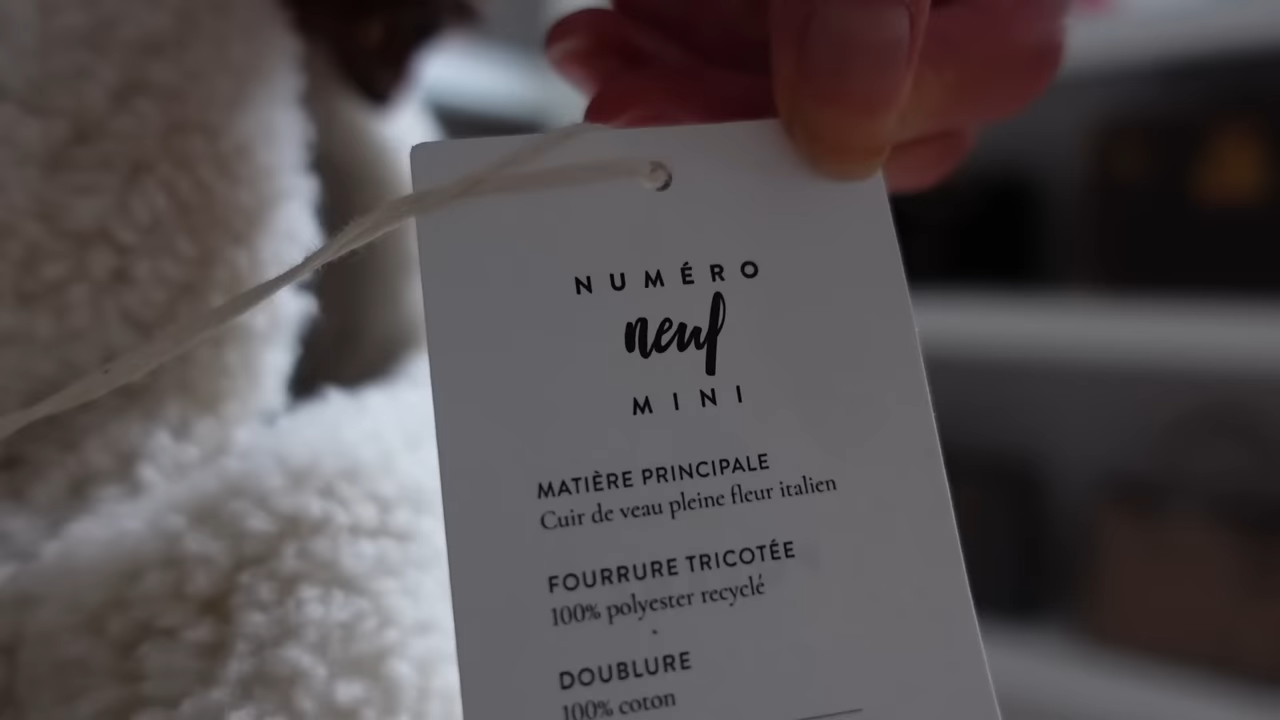 NUMÉRO
neuf
MINI
MATIÈRE PRINCIPALE
Cuir de veau pleine fleur italien
FOURRURE TRICOTÉE
100% polyester recyclé
DOUBLURE
100% coton